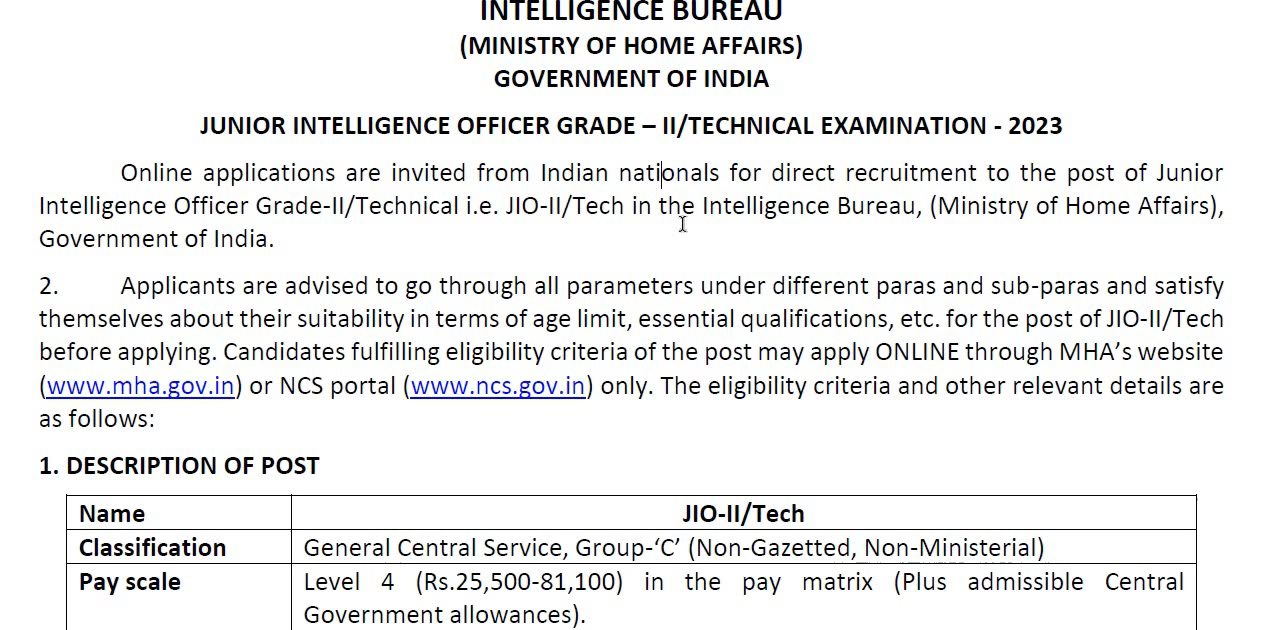 INTELLIGENCE BUREAU
(MINISTRY OF HOME AFFAIRS)
GOVERNMENT OF INDIA
JUNIOR INTELLIGENCE OFFICER GRADE – II/TECHNICAL EXAMINATION - 2023
Online applications are invited from Indian nationals for direct recruitment to the post of Junior
Intelligence Officer Grade-II/Technical i.e. JIO-II/Tech in the Intelligence Bureau, (Ministry of Home Affairs),
Government of India.
2. Applicants are advised to go through all parameters under different paras and sub-paras and satisfy
themselves about their suitability in terms of age limit, essential qualifications, etc. for the post of JIO-II/Tech
before applying. Candidates fulfilling eligibility criteria of the post may apply ONLINE through MHA’s website
(www.mha.gov.in) or NCS portal (www.ncs.gov.in) only. The eligibility criteria and other relevant details are
as follows:
1. DESCRIPTION OF POST
Name JIO-II/Tech
Classification General Central Service, Group-‘C’ (Non-Gazetted, Non-Ministerial)
Pay scale Level 4 (Rs.25,500-81,100) in the pay matrix (Plus admissible Central
Government allowances).